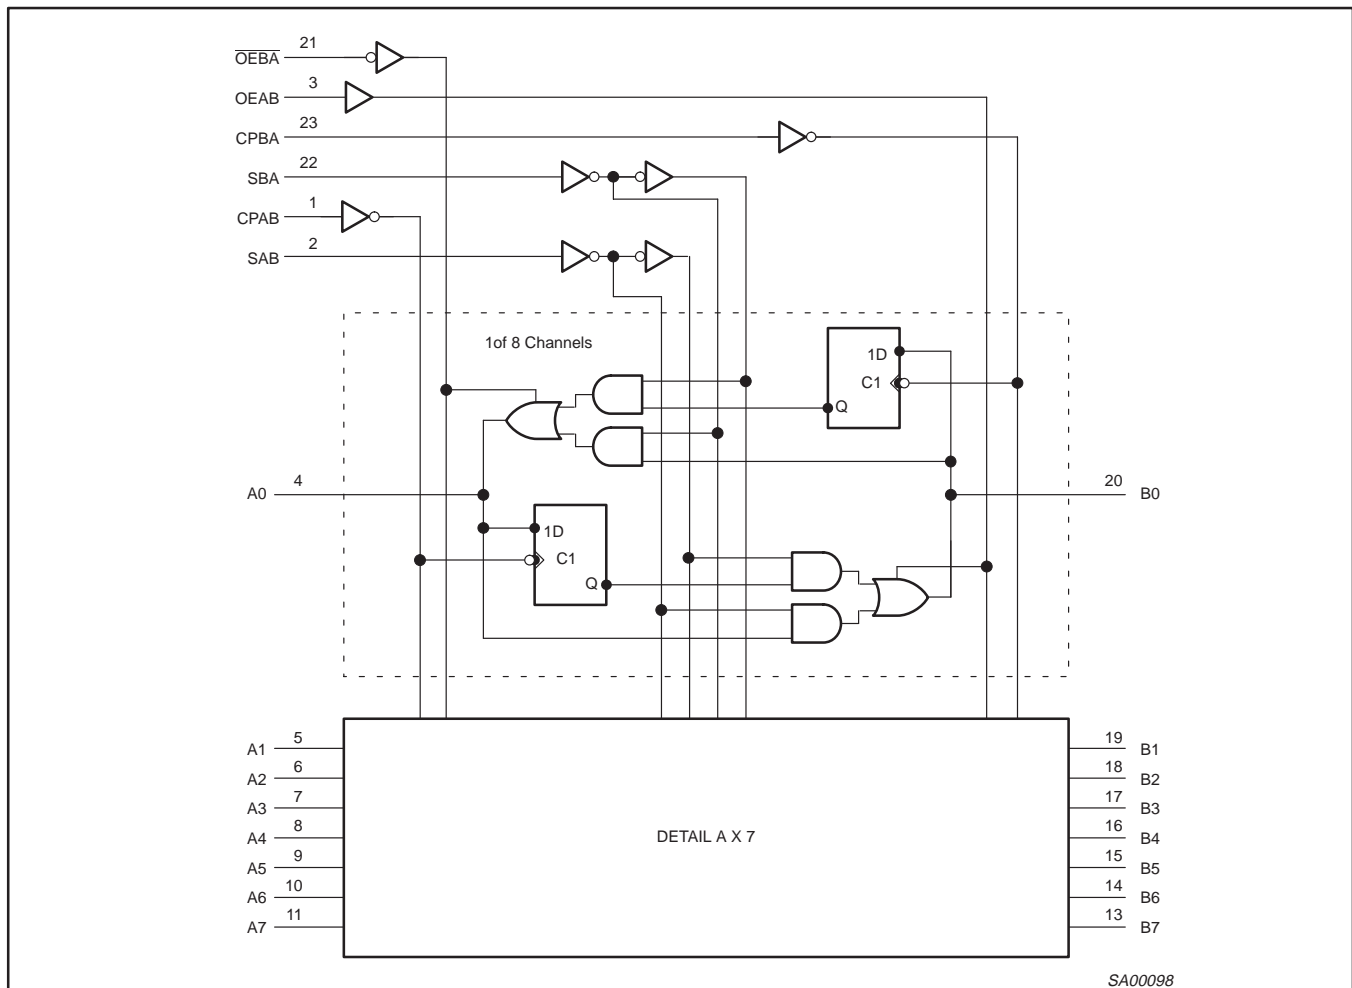 21
OEBA
3
OEAB
23
CPBA
22
SBA
1
CPAB
2
SAB
1of 8 Channels
1D
C1
Q
4
A0
20
B0
1D
C1
Q
5
A1
19
B1
6
A2
18
B2
7
A3
17
B3
DETAIL A X 7
8
A4
16
B4
9
A5
15
B5
10
A6
14
B6
11
A7
13
B7
SA00098